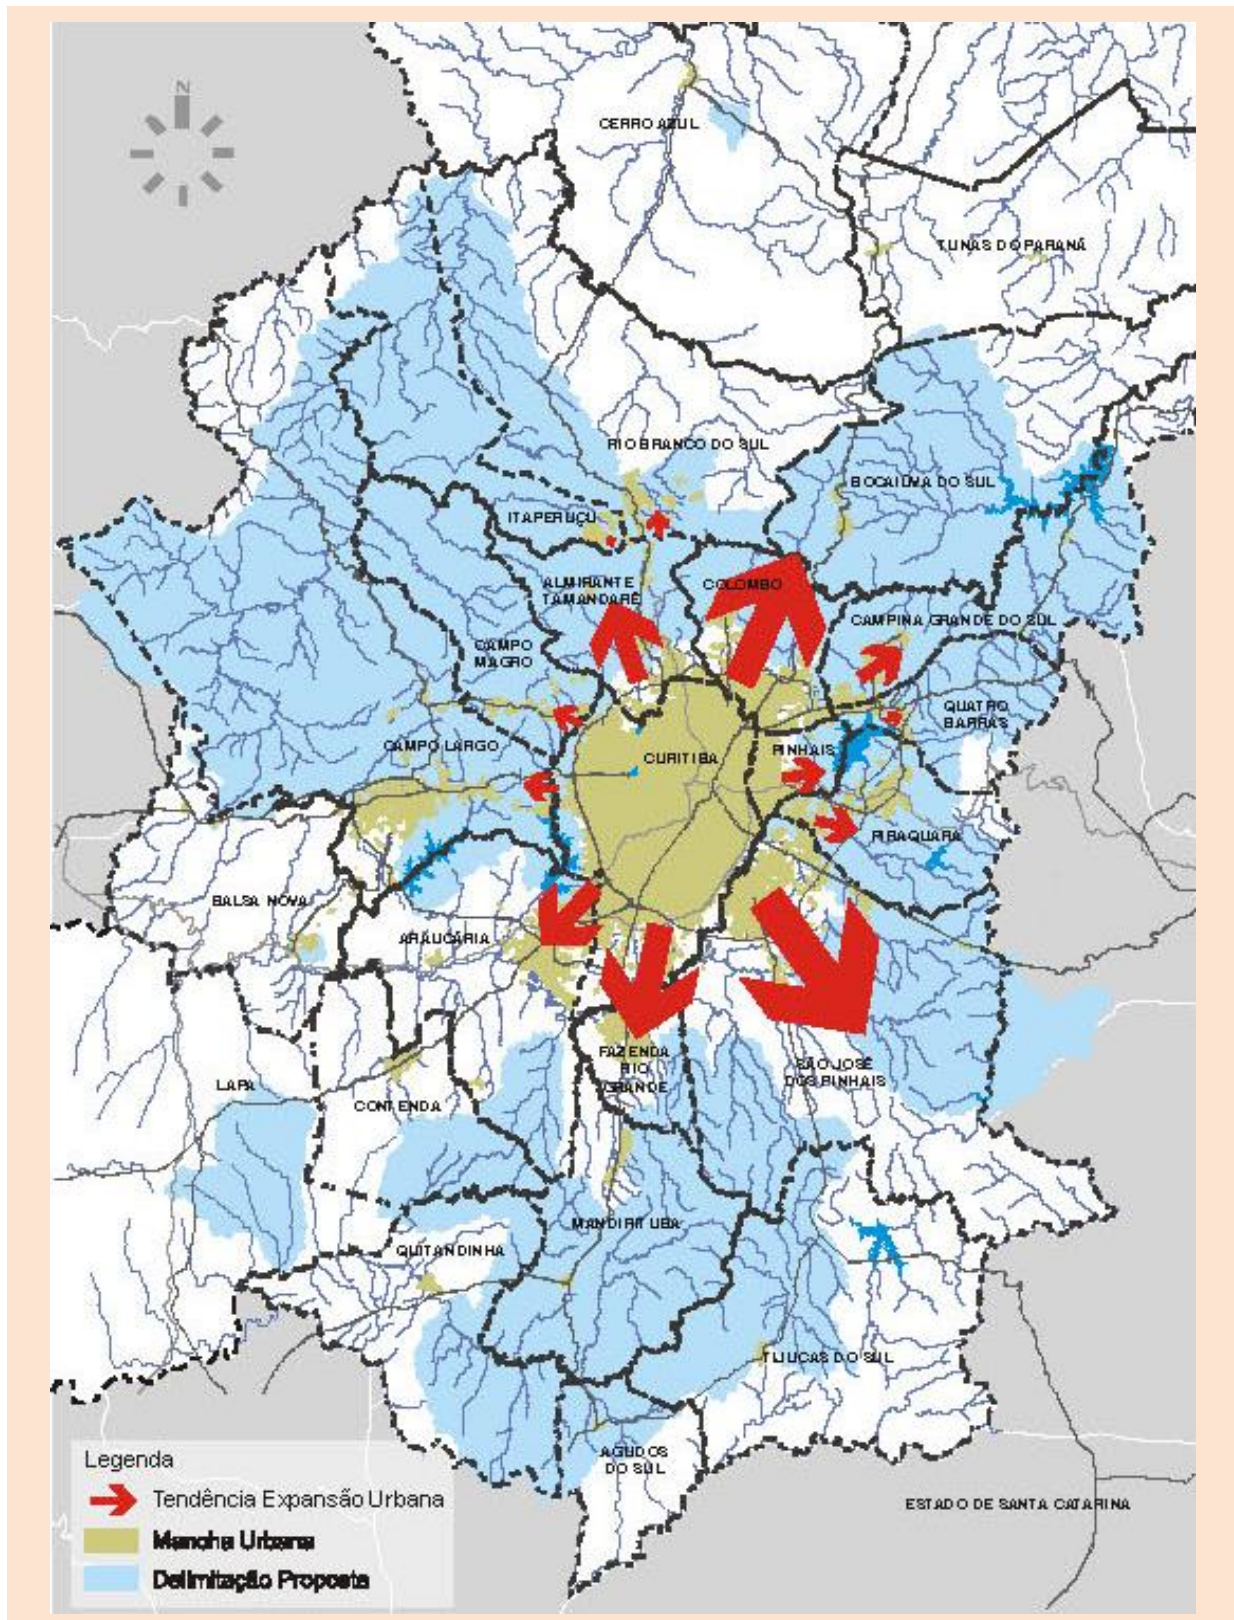 N
CERRO AZUL
TUNAS DO PARANÁ
RIO BRANCO DO SUL
BOCAIUVA DO SUL
ITAPERUÇU
ALMIRANTE
TAMANDARÉ
COLOMBO
CAMPINA GRANDE DO SUL
CAMPO
MAGRO
QUATRO
BARRAS
CAMPO LARGO
CURITIBA
PINHAIS
PIRAQUARA
BALSA NOVA
ARAUCÁRIA
FAZENDA
RIO
GRANDE
SÃO JOSÉ
DOS PINHAIS
LAPA
CONTENDA
MANDIRITUBA
QUITANDINHA
TIJUCAS DO SUL
AGUDOS
DO SUL
Legenda
Tendência Expansão Urbana
Mancha Urbana
Delimitação Proposta
ESTADO DE SANTA CATARINA